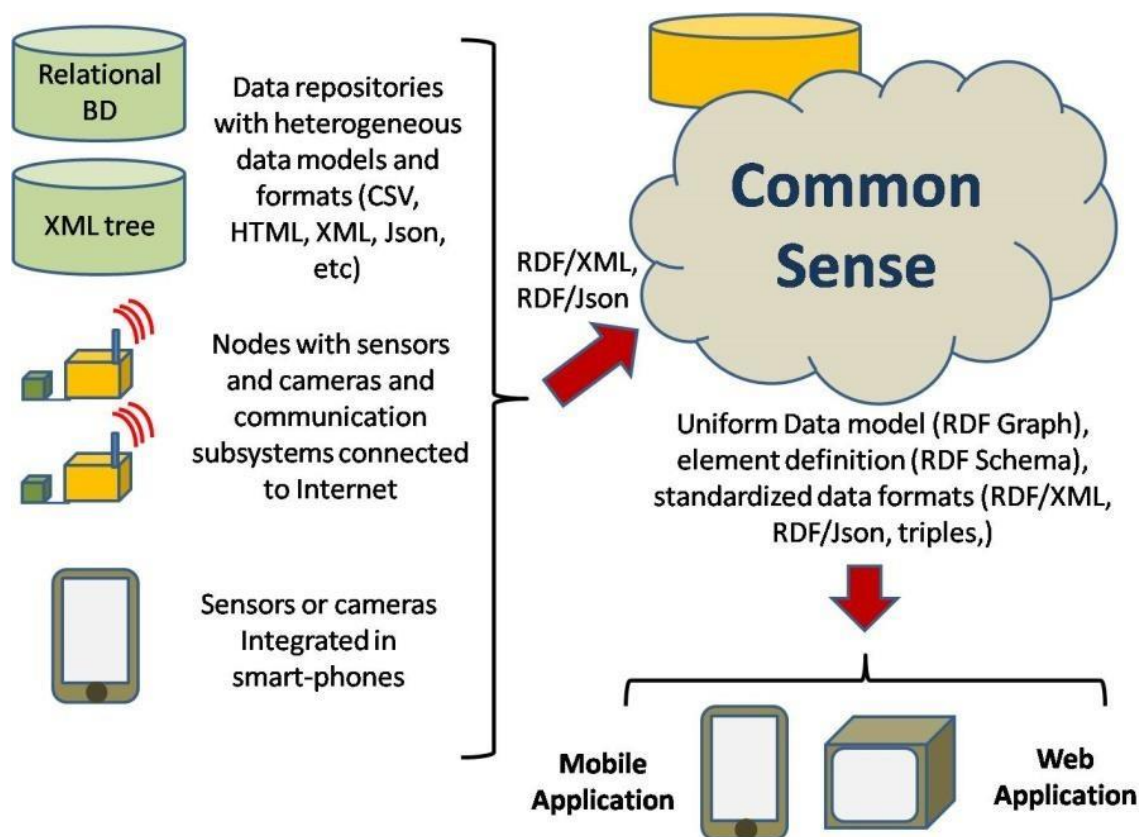 Relational
BD
XML tree
Data repositories
with heterogeneous
data models and
formats (CSV,
HTML, XML, Json,
etc)
Nodes with sensors
and cameras and
communication
subsystems connected
to Internet
Sensors or cameras
Integrated in
smart-phones
RDF/XML,
RDF/Json
Common
Sense
Uniform Data model (RDF Graph),
element definition (RDF Schema),
standardized data formats (RDF/XML,
RDF/Json, triples,)
Mobile
Application
Web
Application